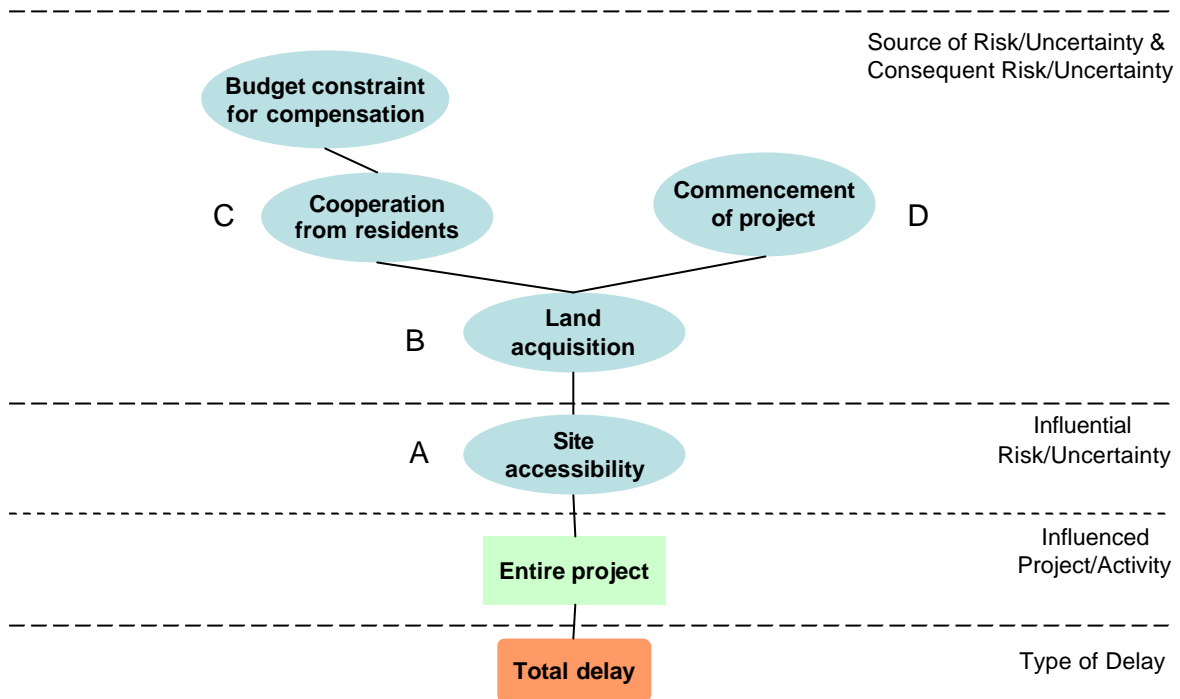 Source of Risk/Uncertainty &
Consequent Risk/Uncertainty
Budget constraint
for compensation
C
Cooperation
from residents
Commencement
of project
D
B
Land
acquisition
A
Site
accessibility
Influential
Risk/Uncertainty
Entire project
Influenced
Project/Activity
Total delay
Type of Delay